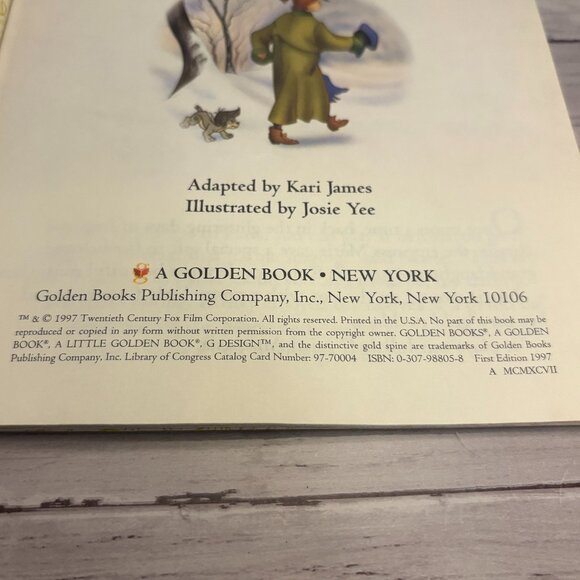 Adapted by Kari James
Illustrated by Josie Yee
A GOLDEN BOOK • NEW YORK
Golden Books Publishing Company, Inc., New York, New York 10106
™ & © 1997 Twentieth Century Fox Film Corporation. All rights reserved. Printed in the U.S.A. No part of this book may be
reproduced or copied in any form without written permission from the copyright owner. GOLDEN BOOKS®, A GOLDEN
BOOK®, A LITTLE GOLDEN BOOK®, G DESIGN™, and the distinctive gold spine are trademarks of Golden Books
Publishing Company, Inc. Library of Congress Catalog Card Number: 97-70004 ISBN: 0-307-98805-8 First Edition 1997
A MCMXCVII